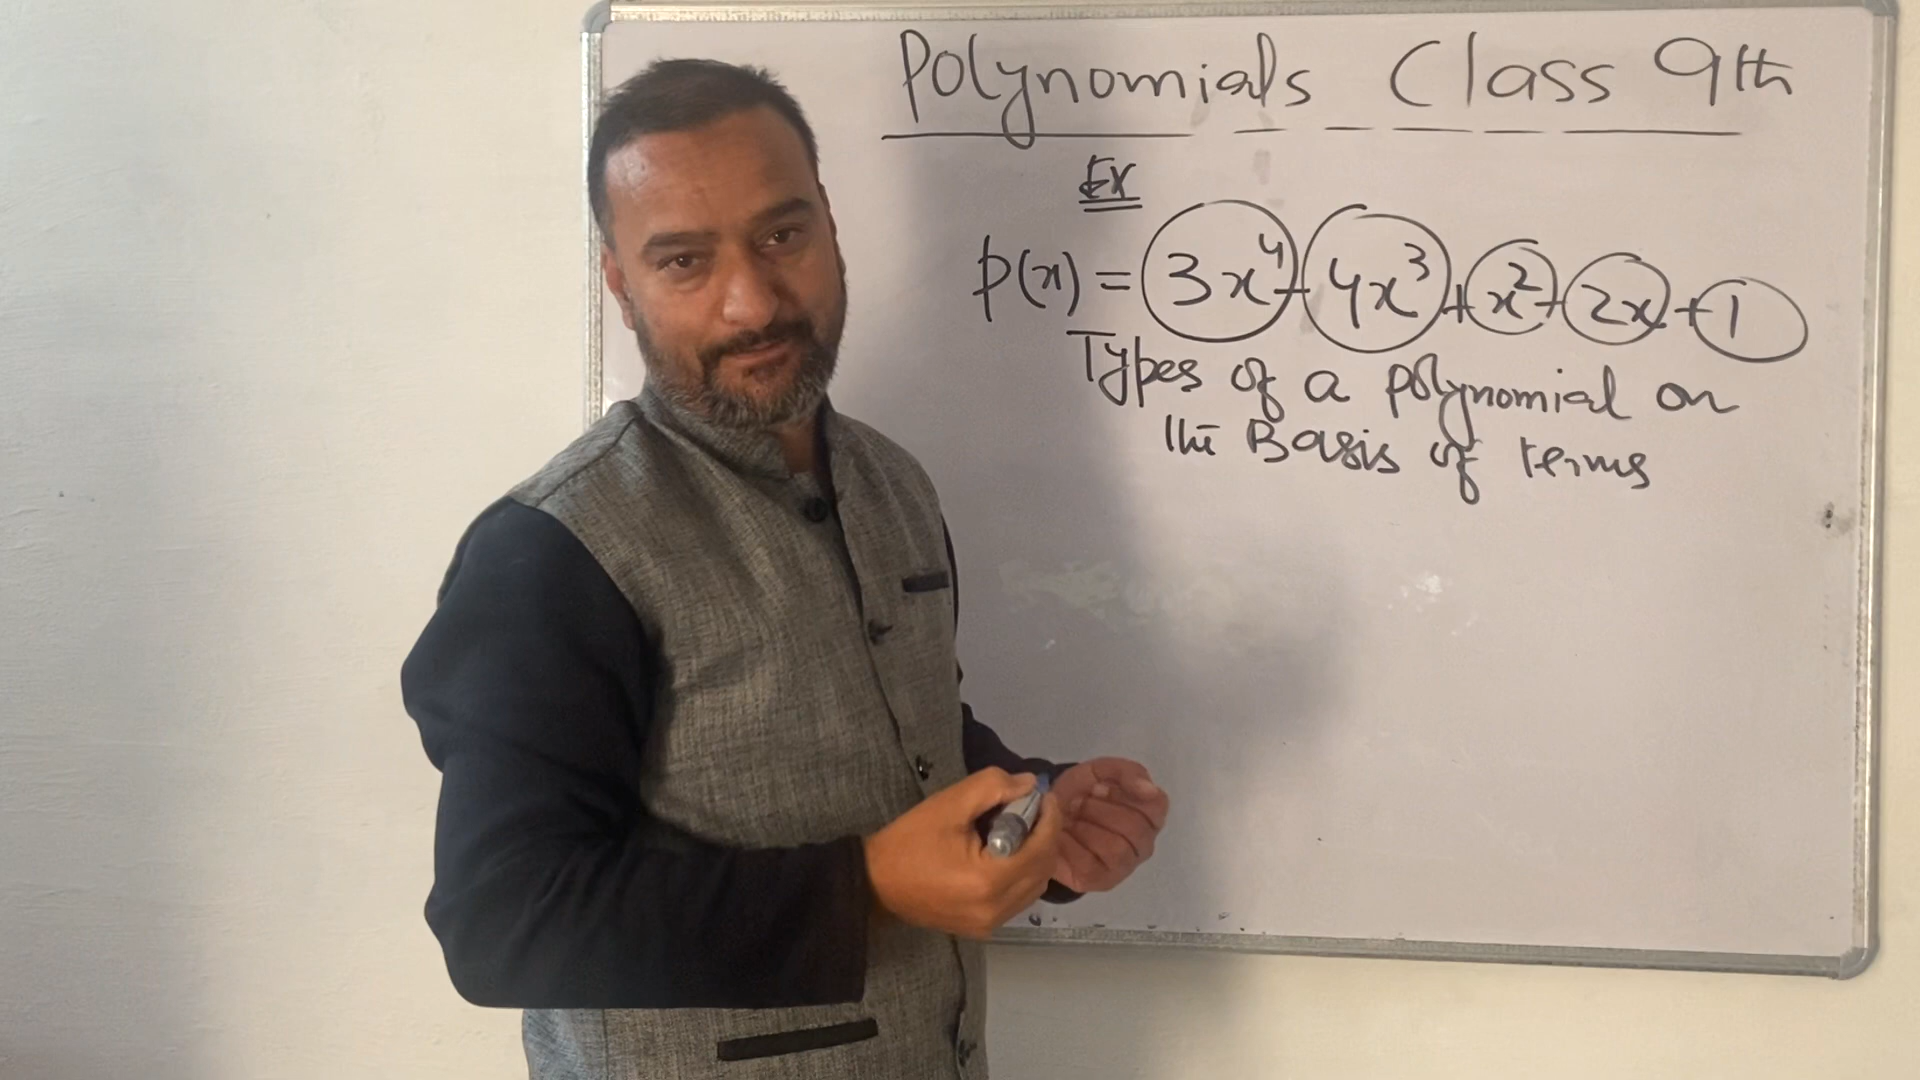 Polynomials Class 9th
Ex
p(x) = 3x⁴ - 4x³ + x² + 2x + 1
Types of a polynomial on
the Basis of terms